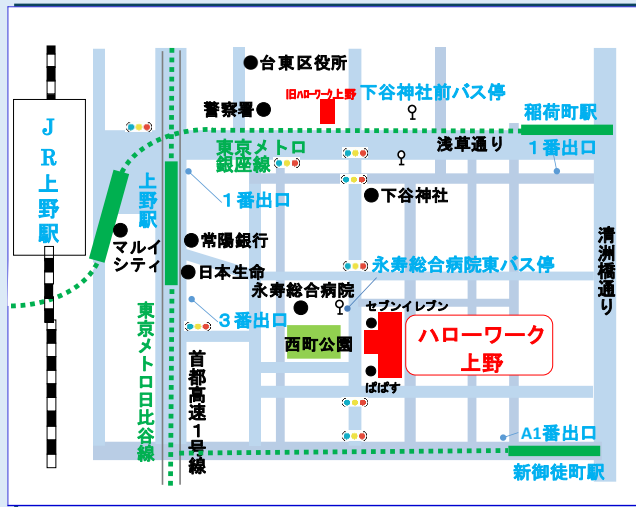 台東区役所
警察署
旧ハローワーク上野
下谷神社前バス停
稲荷町駅
JR上野駅
東京メトロ
銀座線
浅草通り
1番出口
上野駅
1番出口
下谷神社
マルイ
シティ
常陽銀行
日本生命
永寿総合病院東バス停
清洲橋通り
永寿総合病院
セブンイレブン
3番出口
西町公園
ハローワーク
上野
ぱぱす
東京メトロ日比谷線
首都高速1号線
A1番出口
新御徒町駅